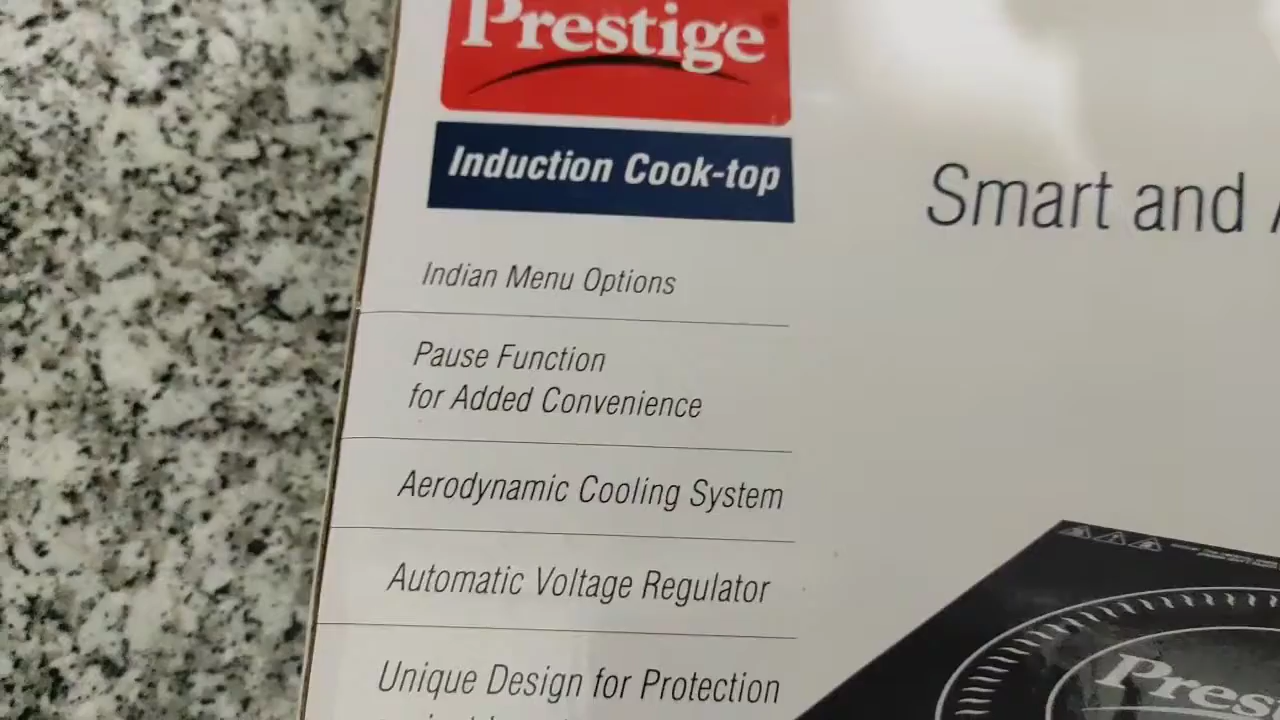 Prestige
Induction Cook-top
Smart and
Indian Menu Options
Pause Function
for Added Convenience
Aerodynamic Cooling System
Automatic Voltage Regulator
Unique Design for Protection
Pres